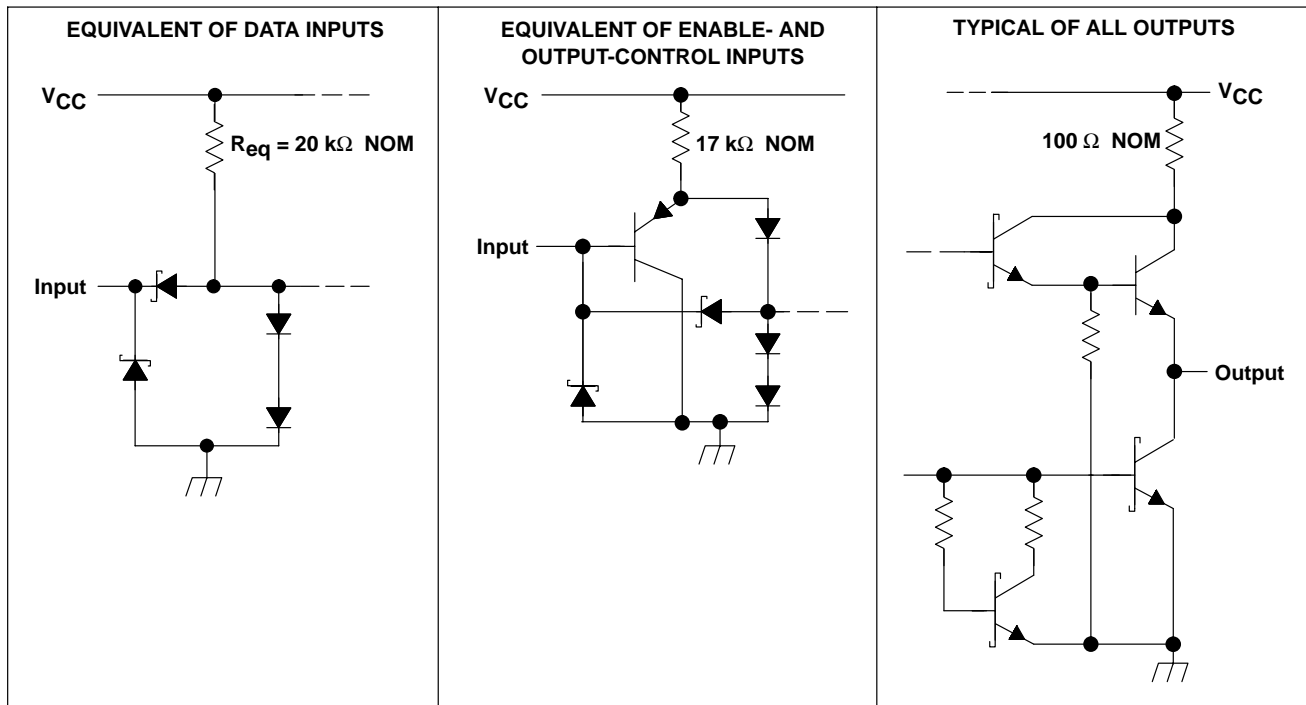 EQUIVALENT OF DATA INPUTS
VCC
Req = 20 kΩ NOM
Input
EQUIVALENT OF ENABLE- AND
OUTPUT-CONTROL INPUTS
VCC
17 kΩ NOM
Input
TYPICAL OF ALL OUTPUTS
VCC
100 Ω NOM
Output